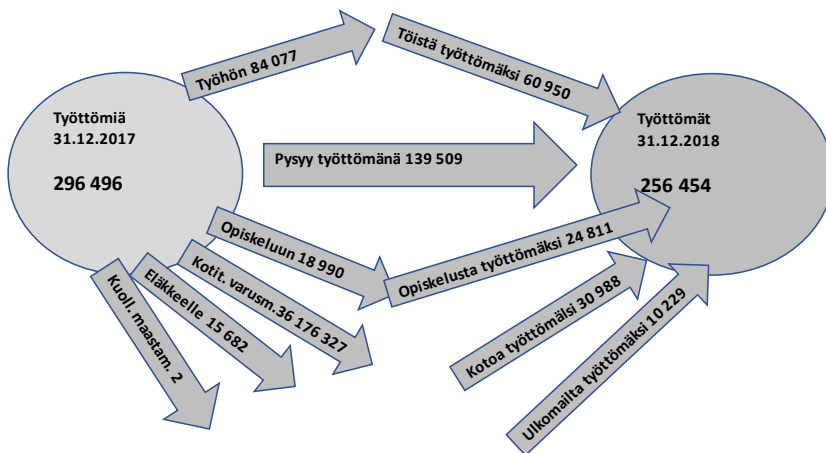 Työhön 84 077
Töistä työttömäksi 60 950
Työttömiä
31.12.2017
296 496
Pysyy työttömänä 139 509
Työttömät
31.12.2018
256 454
Opiskeluun 18 990
Opiskelusta työttömäksi 24 811
Kotit. varusm.36 176 327
Eläkkeelle 15 682
Kuoll. maastam. 2
Kotoa työttömälsi 30 988
Ulkomailta työttömäksi 10 229